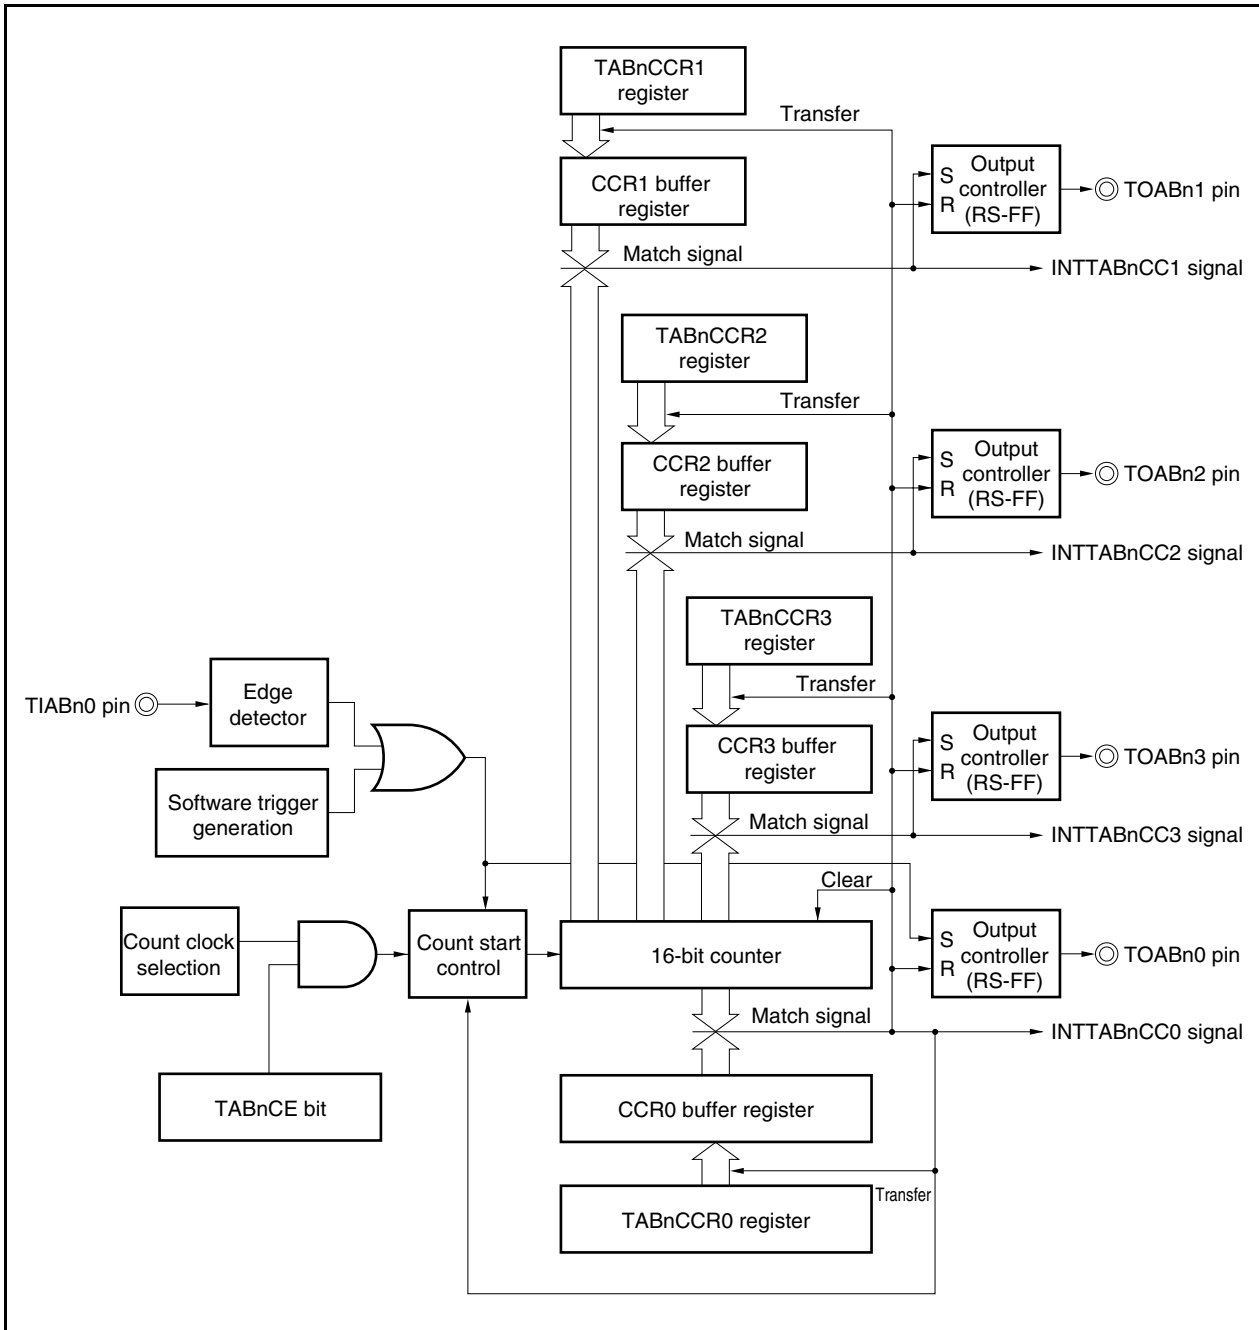 TABnCCR1
register
Transfer
CCR1 buffer
register
S
R
Output
controller
(RS-FF)
TOABn1 pin
Match signal
INTTABnCC1 signal
TABnCCR2
register
Transfer
CCR2 buffer
register
S
R
Output
controller
(RS-FF)
TOABn2 pin
Match signal
INTTABnCC2 signal
TABnCCR3
register
Transfer
TIABn0 pin
Edge
detector
CCR3 buffer
register
S
R
Output
controller
(RS-FF)
TOABn3 pin
Software trigger
generation
Match signal
INTTABnCC3 signal
Clear
Count clock
selection
Count start
control
16-bit counter
S
R
Output
controller
(RS-FF)
TOABn0 pin
Match signal
INTTABnCC0 signal
TABnCE bit
CCR0 buffer register
Transfer
TABnCCR0 register